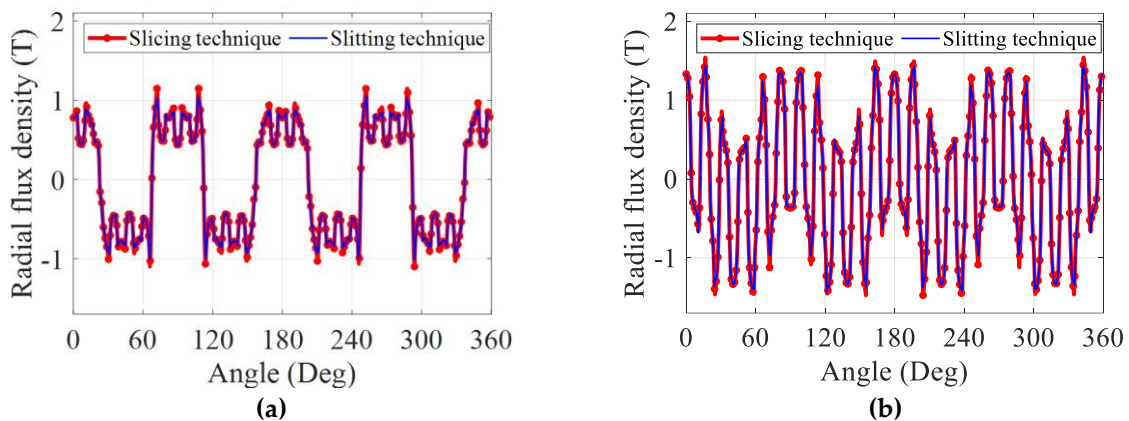 2
Slicing technique Slitting technique
1
0
-1
Radial flux density (T)
0 60 120 180 240 300 360
Angle (Deg)
(a)
2
Slicing technique Slitting technique
1
0
-1
Radial flux density (T)
0 60 120 180 240 300 360
Angle (Deg)
(b)